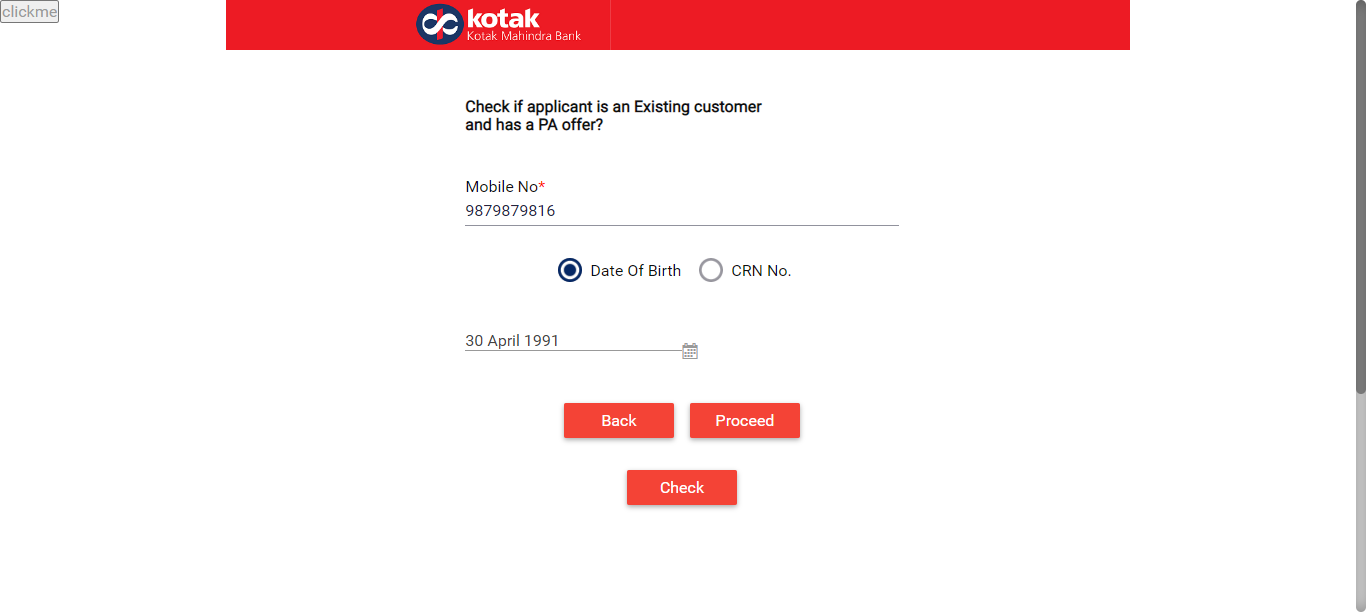 clickme
kotak
Kotak Mahindra Bank
Check if applicant is an Existing customer
and has a PA offer?
Mobile No*
9879879816
Date Of Birth CRN No.
30 April 1991
Back Proceed
Check